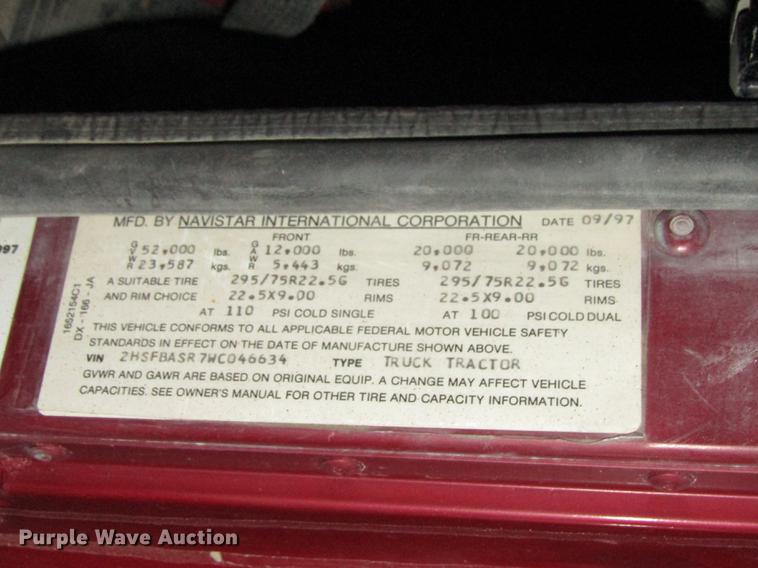 MFD. BY NAVISTAR INTERNATIONAL CORPORATION DATE 09/97
FRONT FR-REAR-RR
GVWR 52,000 lbs. GAWR 12,000 lbs. 20,000 20,000 lbs.
23,587 kgs. 5,443 kgs. 9,072 9,072 kgs.
A SUITABLE TIRE 295/75R22.5G TIRES 295/75R22.5G TIRES
AND RIM CHOICE 22.5X9.00 RIMS 22.5X9.00 RIMS
AT 110 PSI COLD SINGLE AT 100 PSI COLD DUAL
THIS VEHICLE CONFORMS TO ALL APPLICABLE FEDERAL MOTOR VEHICLE SAFETY
STANDARDS IN EFFECT ON THE DATE OF MANUFACTURE SHOWN ABOVE.
VIN 2HSFBASR7WC046634 TYPE TRUCK TRACTOR
GVWR AND GAWR ARE BASED ON ORIGINAL EQUIP. A CHANGE MAY AFFECT VEHICLE
CAPACITIES. SEE OWNER'S MANUAL FOR OTHER TIRE AND CAPACITY INFORMATION.
1652154C1
DX - 166 - JA
997
Purple Wave Auction